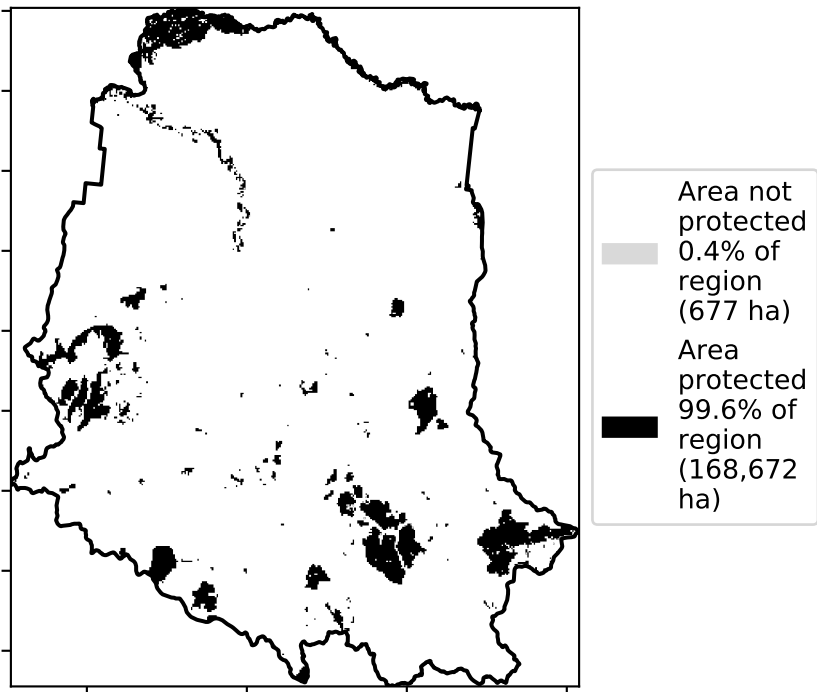 Area not
protected
0.4% of
region
(677 ha)
Area
protected
99.6% of
region
(168,672
ha)